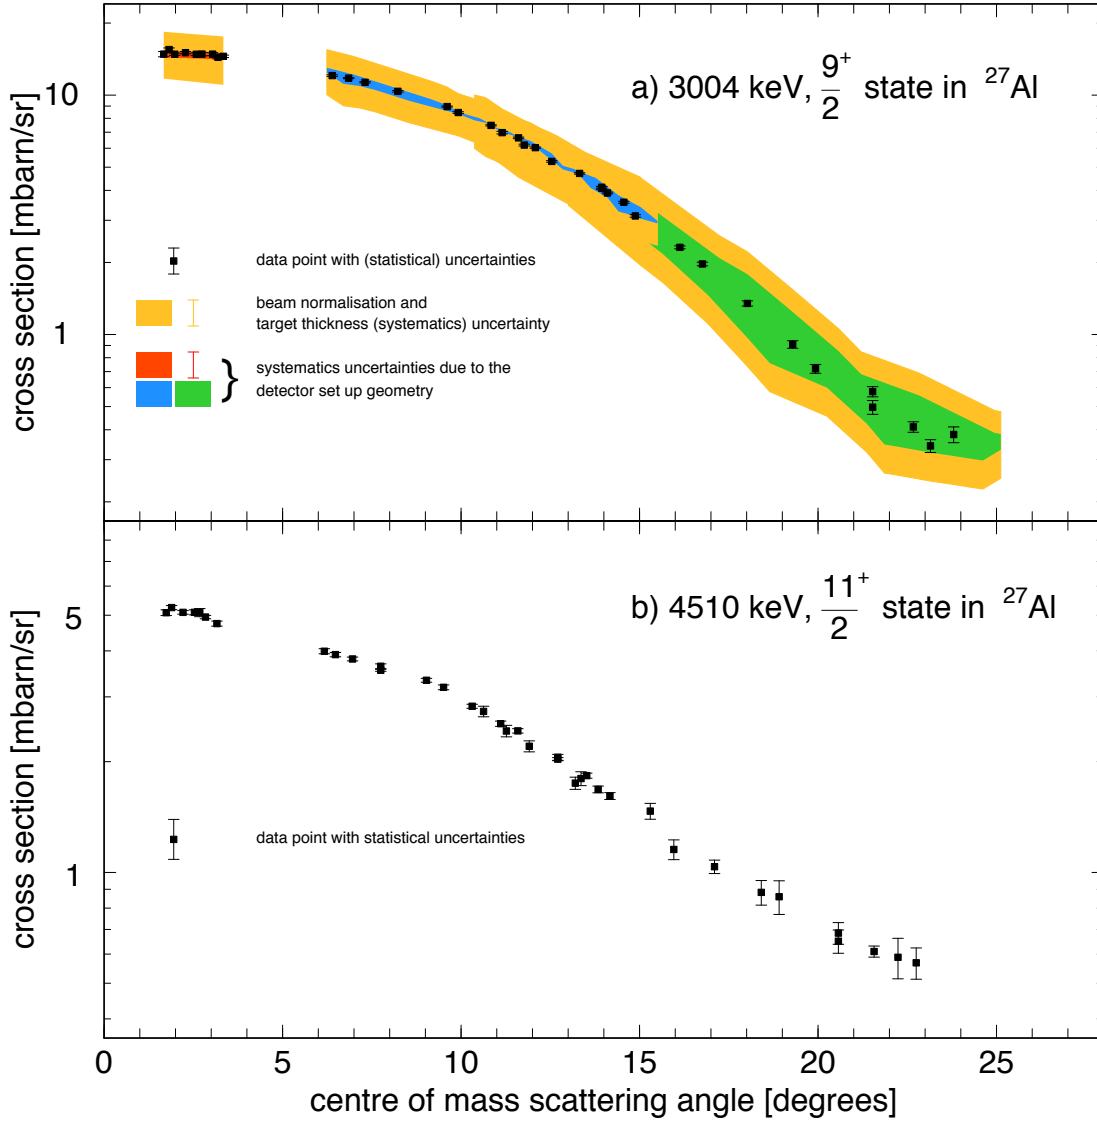 cross section [mbarn/sr]
10
1
a) 3004 keV, 9/2⁺ state in ²⁷Al
data point with (statistical) uncertainties
beam normalisation and
target thickness (systematics) uncertainty
} systematics uncertainties due to the
detector set up geometry
cross section [mbarn/sr]
5
1
b) 4510 keV, 11/2⁺ state in ²⁷Al
data point with statistical uncertainties
0 5 10 15 20 25
centre of mass scattering angle [degrees]